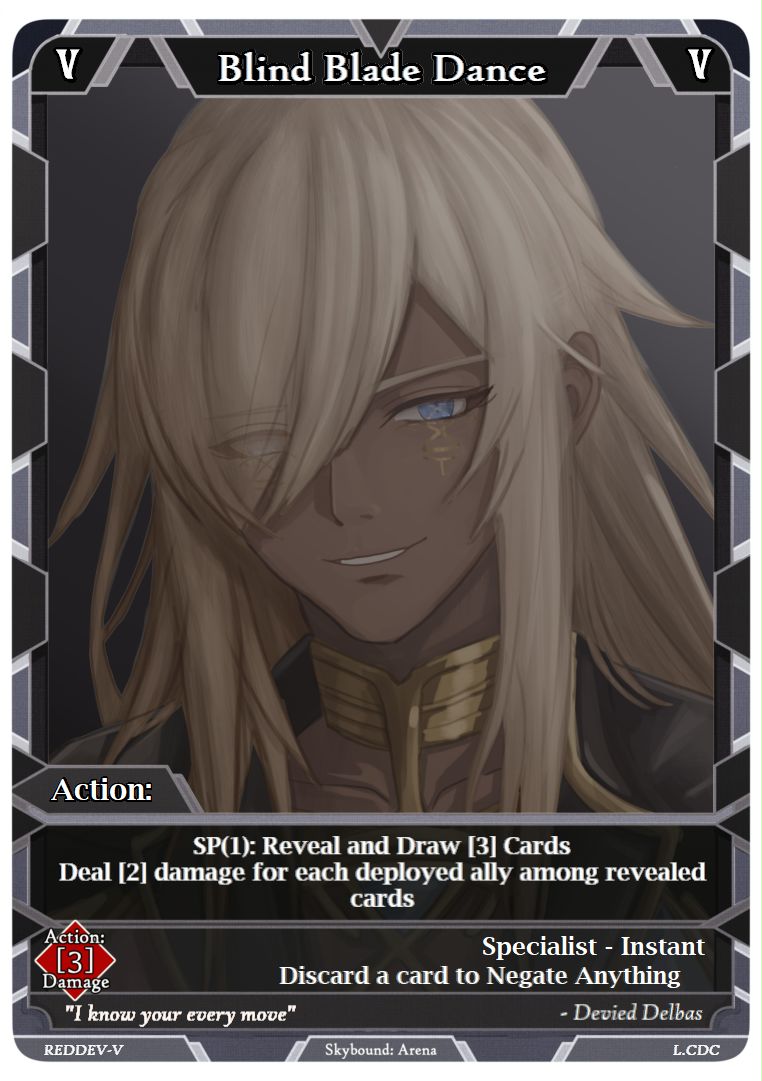 V Blind Blade Dance V
Action:
SP(1): Reveal and Draw [3] Cards
Deal [2] damage for each deployed ally among revealed
cards
Action:
[3]
Damage
Specialist - Instant
Discard a card to Negate Anything
"I know your every move" - Devied Delbas
REDDEV-V Skybound: Arena L.CDC